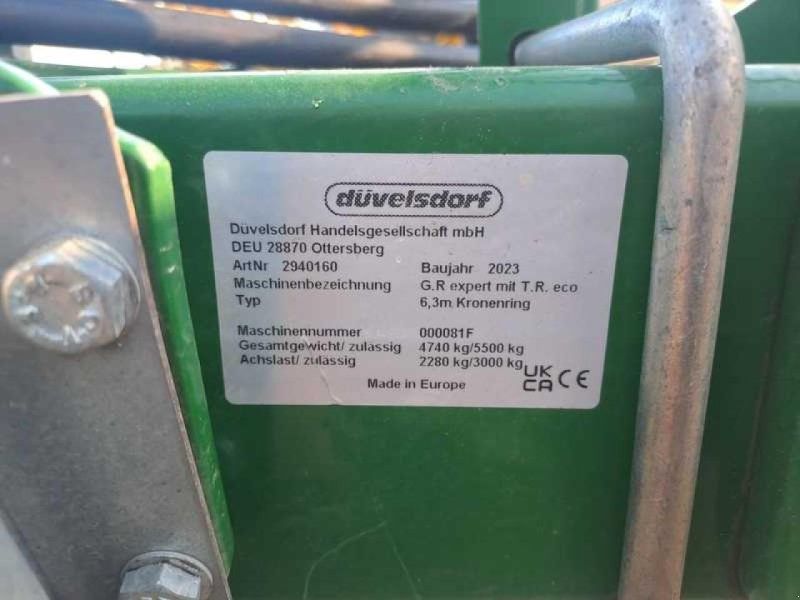 düvelsdorf
Düvelsdorf Handelsgesellschaft mbH
DEU 28870 Ottersberg
ArtNr 2940160 Baujahr 2023
Maschinenbezeichnung G.R expert mit T.R. eco
Typ 6,3m Kronenring
Maschinennummer 000081F
Gesamtgewicht/ zulässig 4740 kg/5500 kg
Achslast/ zulässig 2280 kg/3000 kg
UK
CA CE
Made in Europe